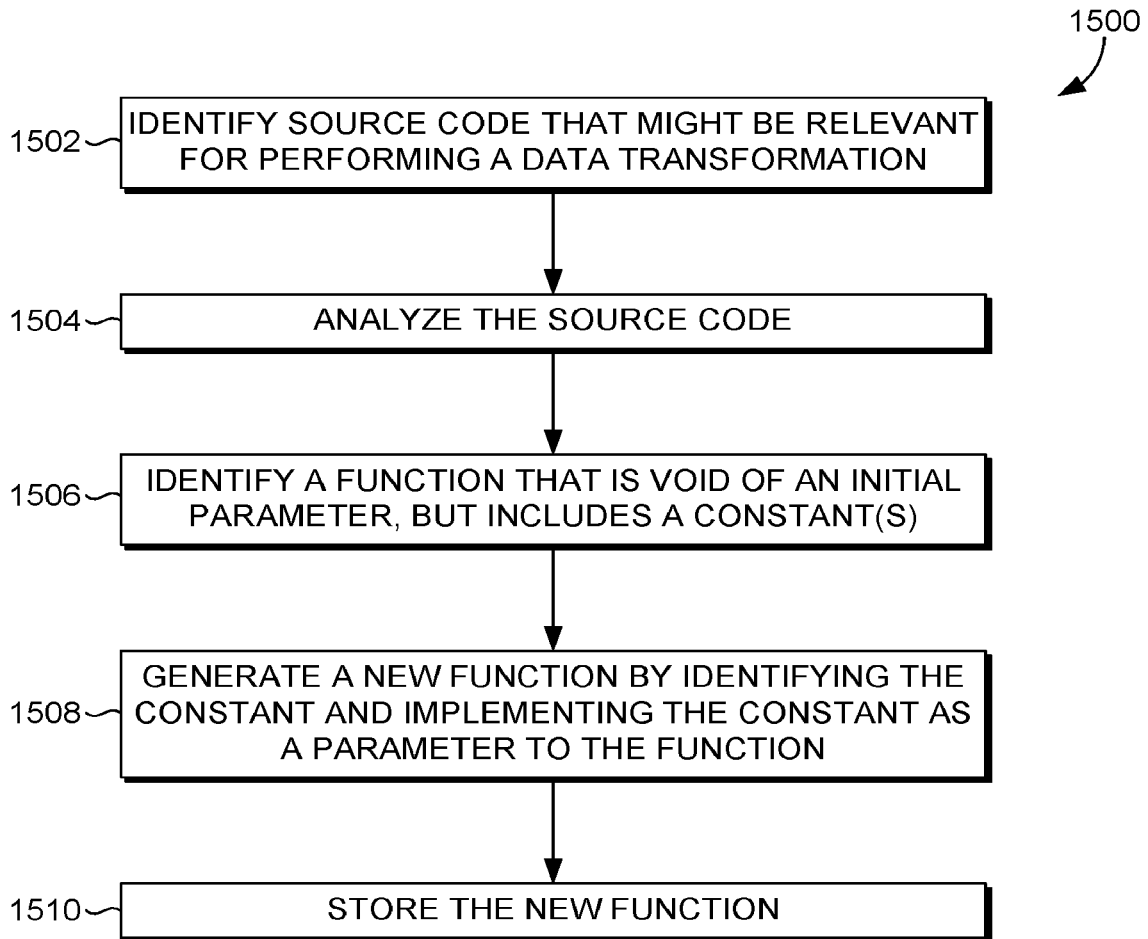 1500
1502
IDENTIFY SOURCE CODE THAT MIGHT BE RELEVANT
FOR PERFORMING A DATA TRANSFORMATION
1504
ANALYZE THE SOURCE CODE
1506
IDENTIFY A FUNCTION THAT IS VOID OF AN INITIAL
PARAMETER, BUT INCLUDES A CONSTANT(S)
1508
GENERATE A NEW FUNCTION BY IDENTIFYING THE
CONSTANT AND IMPLEMENTING THE CONSTANT AS
A PARAMETER TO THE FUNCTION
1510
STORE THE NEW FUNCTION